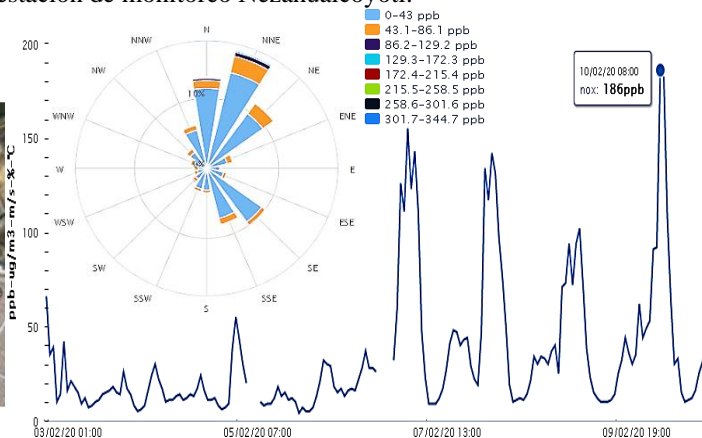 estación de monitoreo Nezahualcóyotl.
0-43 ppb
43.1-86.1 ppb
86.2-129.2 ppb
129.3-172.3 ppb
172.4-215.4 ppb
215.5-258.5 ppb
258.6-301.6 ppb
301.7-344.7 ppb
N
NNE
NE
ENE
E
ESE
SE
SSE
S
SSW
SW
WSW
W
WNW
NW
NNW
10%
10/02/20 08:00
nox: 186ppb
ppb-ug/m3-m/s-%-°C
200
150
100
50
0
03/02/20 01:00
05/02/20 07:00
07/02/20 13:00
09/02/20 19:00